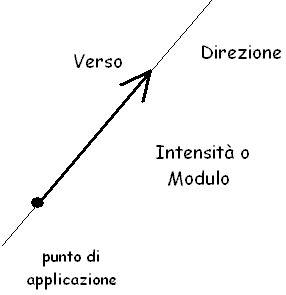 Direzione
Verso
Intensità o
Modulo
punto di
applicazione